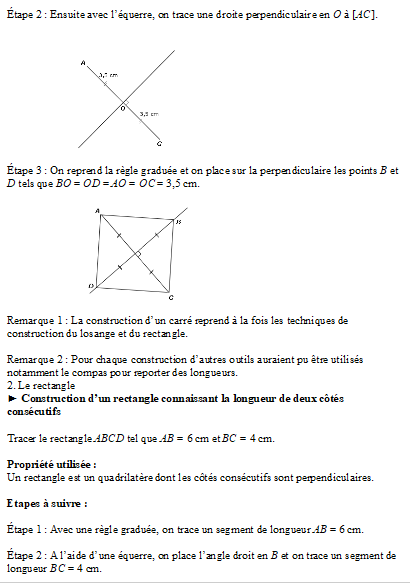 Étape 2 : Ensuite avec l'équerre, on trace une droite perpendiculaire en O à [AC].
A
3,5 cm
O
3,5 cm
C
Étape 3 : On reprend la règle graduée et on place sur la perpendiculaire les points B et
D tels que BO = OD = AO = OC = 3,5 cm.
A
B
D
C
Remarque 1 : La construction d'un carré reprend à la fois les techniques de
construction du losange et du rectangle.
Remarque 2 : Pour chaque construction d'autres outils auraient pu être utilisés
notamment le compas pour reporter des longueurs.
2. Le rectangle
► Construction d'un rectangle connaissant la longueur de deux côtés
consécutifs
Tracer le rectangle ABCD tel que AB = 6 cm et BC = 4 cm.
Propriété utilisée :
Un rectangle est un quadrilatère dont les côtés consécutifs sont perpendiculaires.
Etapes à suivre :
Étape 1 : Avec une règle graduée, on trace un segment de longueur AB = 6 cm.
Étape 2 : A l'aide d'une équerre, on place l'angle droit en B et on trace un segment de
longueur BC = 4 cm.